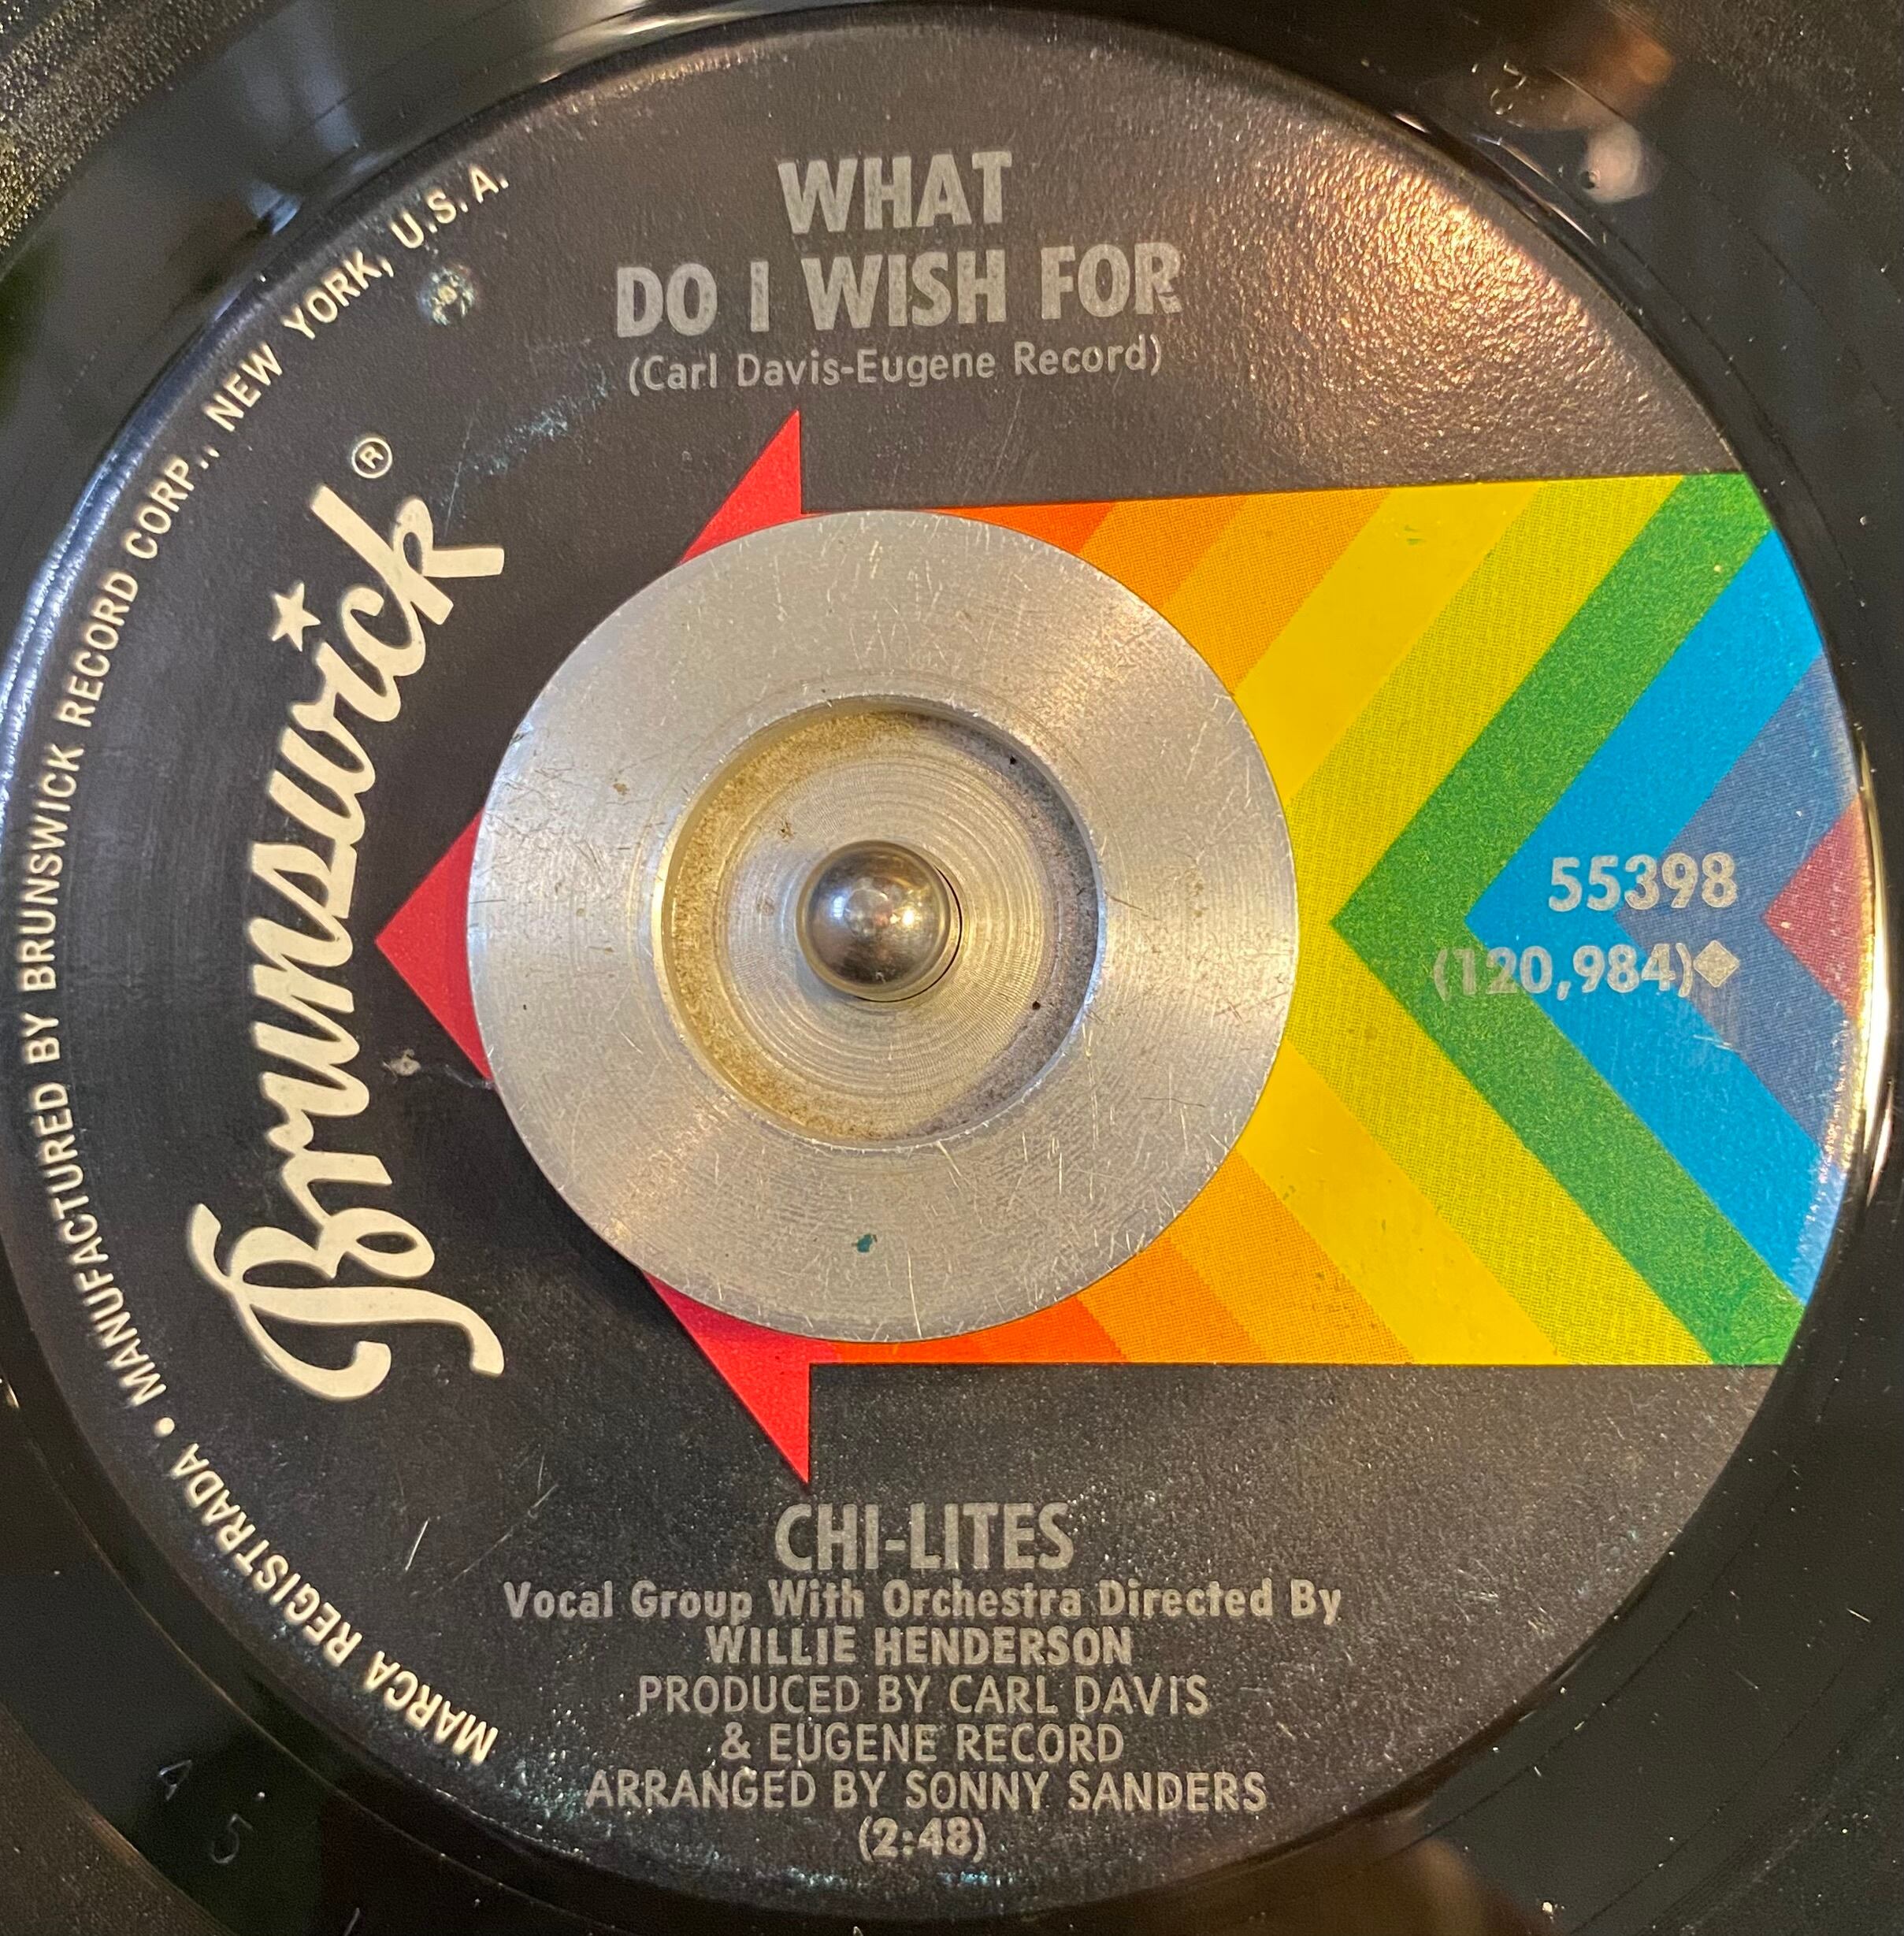 WHAT
DO I WISH FOR
(Carl Davis-Eugene Record)
Brunswick®
MARCA REGISTRADA • MANUFACTURED BY BRUNSWICK RECORD CORP., NEW YORK, U.S.A.
55398
(120,984)◆
CHI-LITES
Vocal Group With Orchestra Directed By
WILLIE HENDERSON
PRODUCED BY CARL DAVIS
& EUGENE RECORD
ARRANGED BY SONNY SANDERS
(2:48)